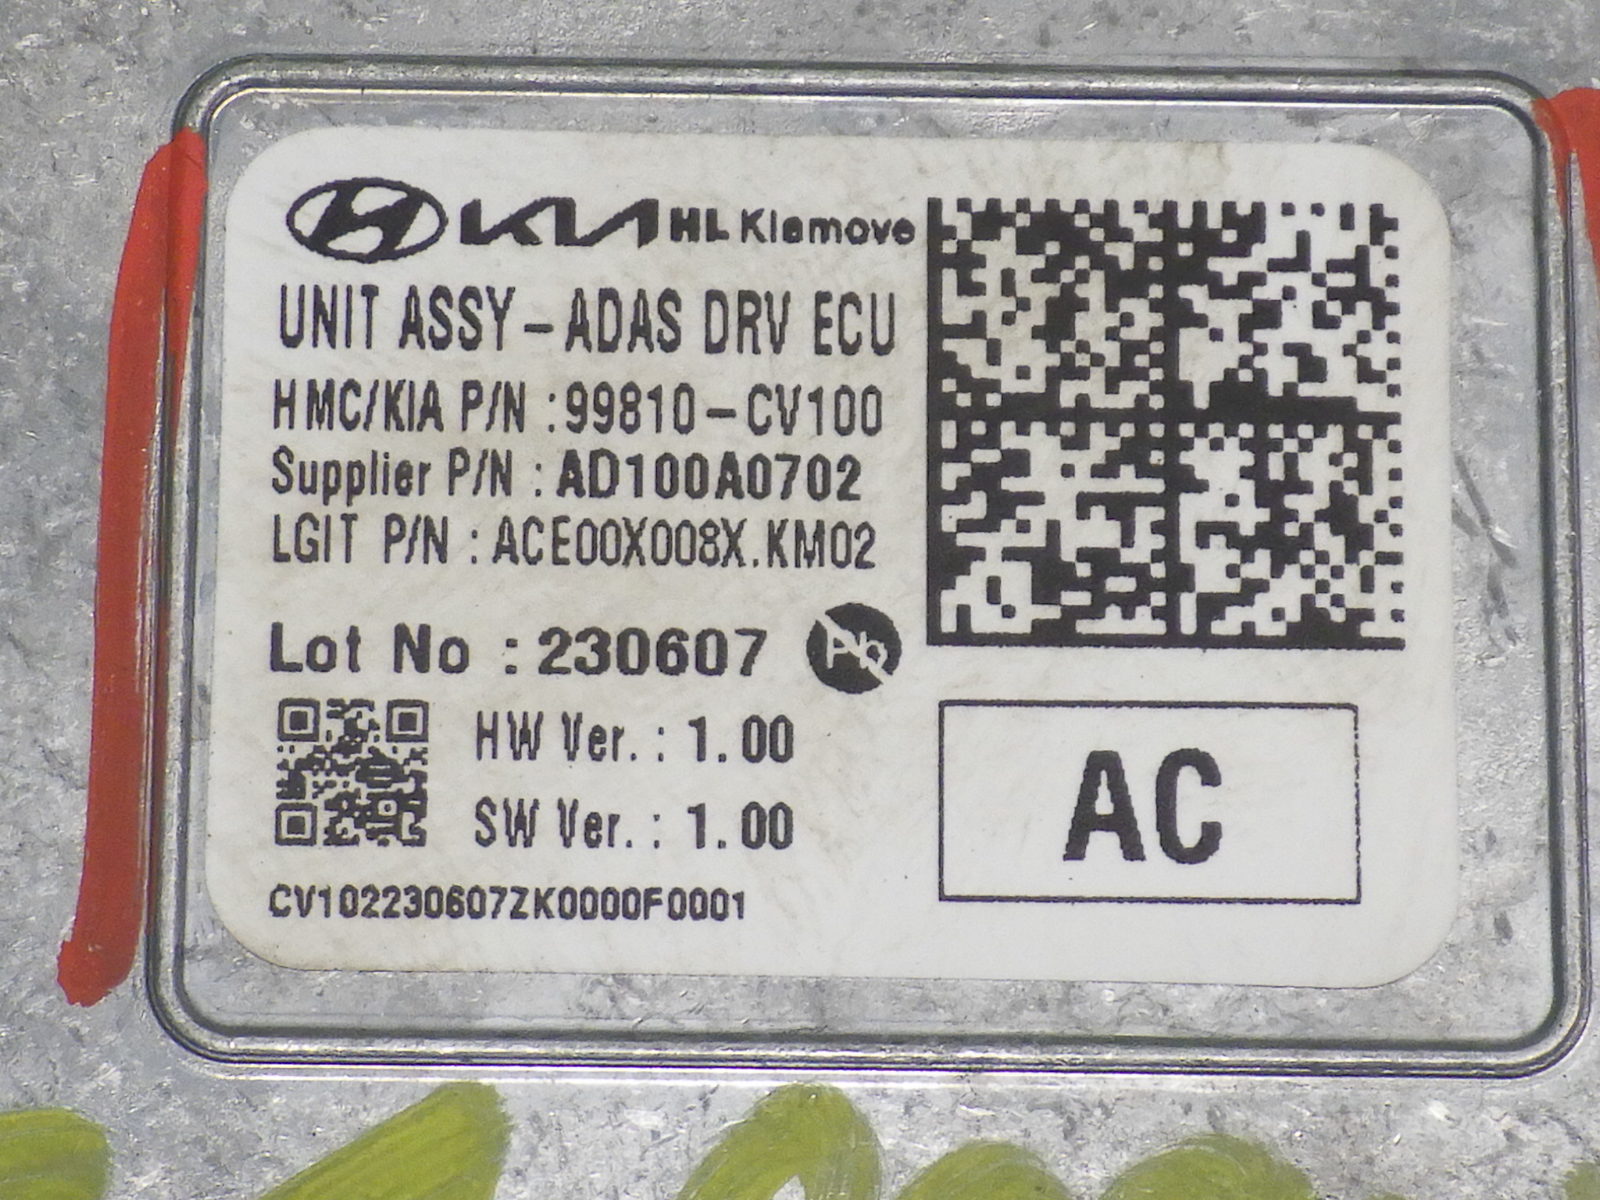 KIA HL Klemove
UNIT ASSY-ADAS DRV ECU
HMC/KIA P/N :99810-CV100
Supplier P/N : AD100A0702
LGIT P/N : ACE00X008X.KM02
Lot No : 230607 Pb
HW Ver. : 1.00
SW Ver. : 1.00
AC
CV102230607ZK0000F0001